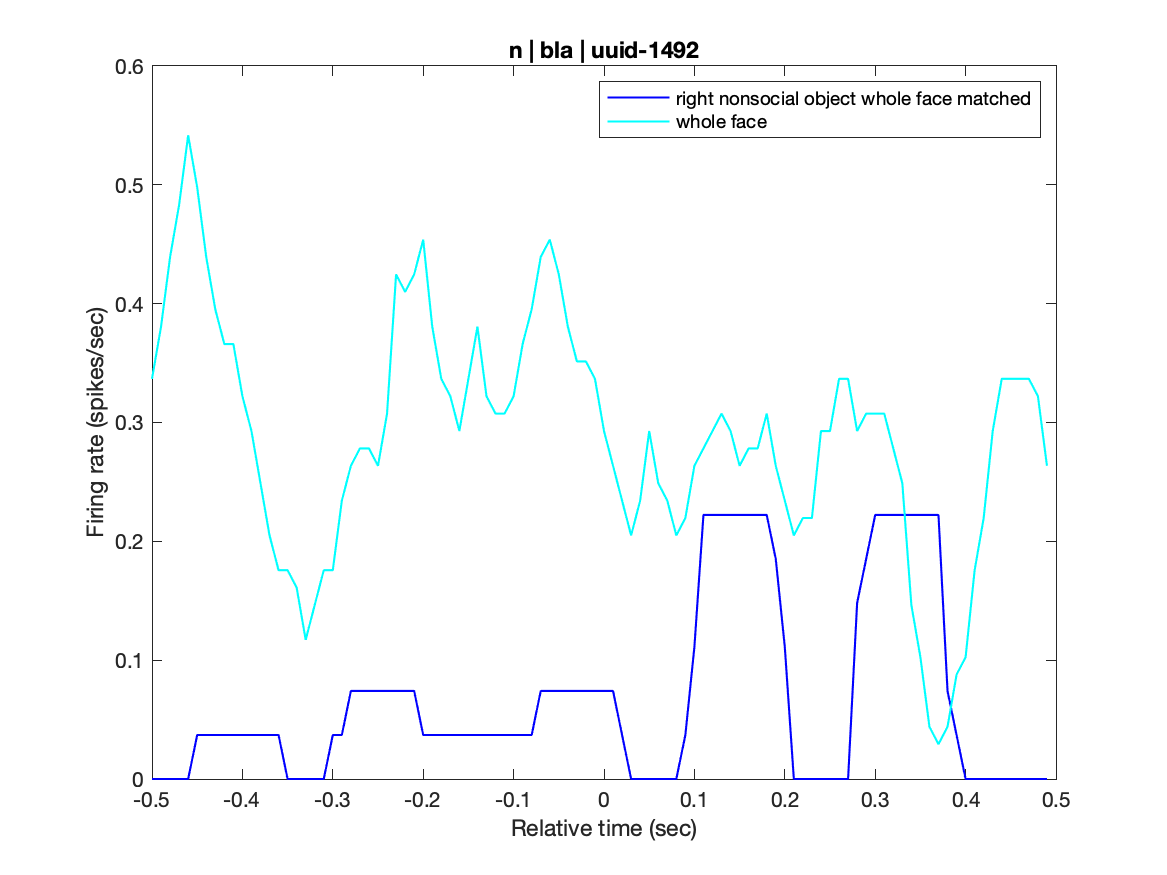 n | bla | uuid-1492
right nonsocial object whole face matched
whole face
Firing rate (spikes/sec)
0.6
0.5
0.4
0.3
0.2
0.1
0
-0.5 -0.4 -0.3 -0.2 -0.1 0 0.1 0.2 0.3 0.4 0.5
Relative time (sec)